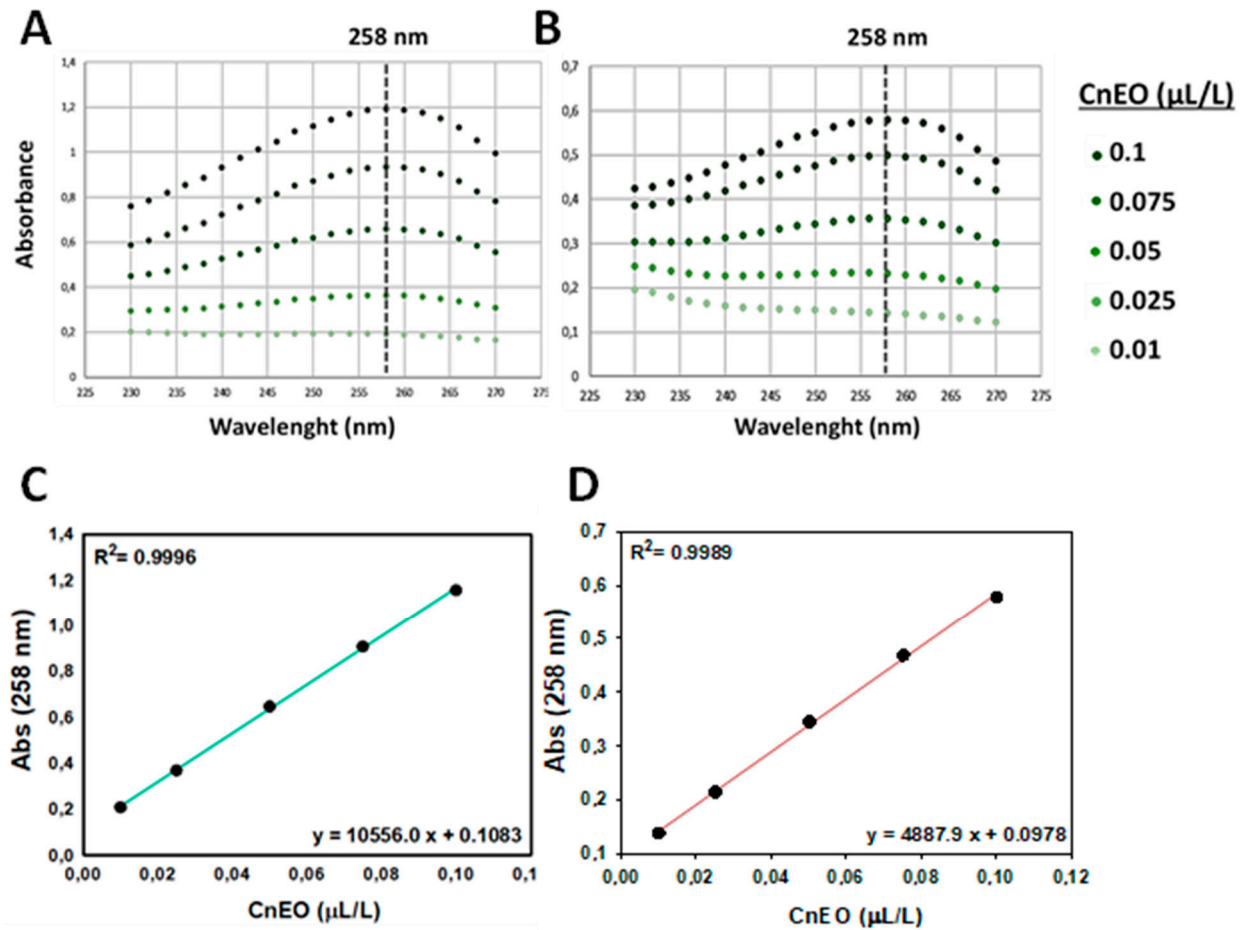 A
258 nm
1,4
1,2
1
0,8
0,6
0,4
0,2
0
225 230 235 240 245 250 255 260 265 270 275
Absorbance
Wavelenght (nm)
B
258 nm
0,7
0,6
0,5
0,4
0,3
0,2
0,1
0
225 230 235 240 245 250 255 260 265 270 275
Wavelenght (nm)
CnEO (µL/L)
0.1
0.075
0.05
0.025
0.01
C
R²= 0.9996
1,4
1,2
1,0
0,8
0,6
0,4
0,2
0,0
y = 10556.0 x + 0.1083
0,00 0,02 0,04 0,06 0,08 0,10 0,1
Abs (258 nm)
CnEO (µL/L)
D
R²= 0.9989
0,7
0,6
0,5
0,4
0,3
0,2
0,1
y = 4887.9 x + 0.0978
0,00 0,02 0,04 0,06 0,08 0,10 0,12
Abs (258 nm)
CnEO (µL/L)